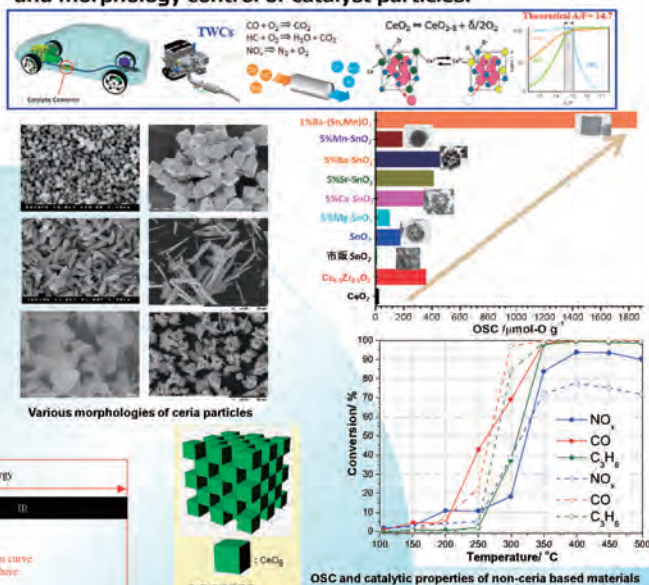 and morphology control of catalyst particles.
TWCs
CO + O₂ ⇒ CO₂
HC + O₂ ⇒ H₂O + CO₂
NOₓ ⇒ N₂ + O₂
CeO₂ ⇔ CeO₂₋δ + δ/2O₂
Theoretical A/F= 14.7
Catalytic Converter
Various morphologies of ceria particles
1%Ba-(Sn,Mn)O₂
5%Mn-SnO₂
5%Ba-SnO₂
5%Sr-SnO₂
5%Ca-SnO₂
5%Mg-SnO₂
SnO₂
市販 SnO₂
CeO₂
0 200 400 600 800 1000 1200 1400 1600 1800
OSC /μmol-O g⁻¹
Conversion/ %
100
90
80
70
60
50
40
30
20
10
0
NOₓ
CO
C₃H₆
NOₓ
CO
C₃H₆
100 150 200 250 300 350 400 450 500
Temperature/ °C
OSC and catalytic properties of non-ceria based materials
: CeO₈
IR
curve